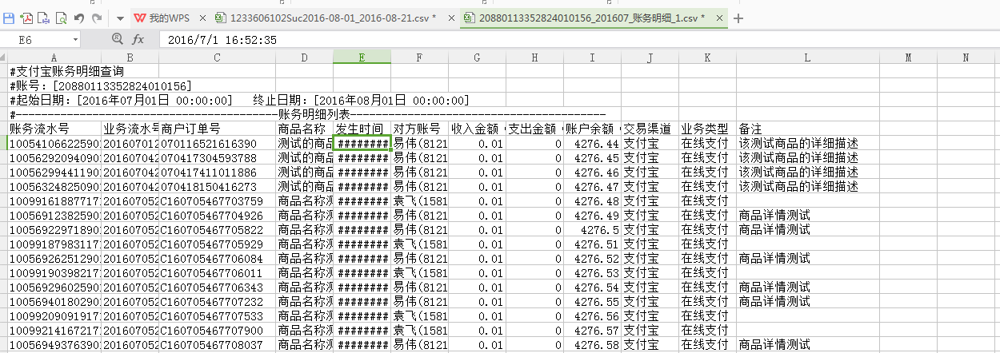 我的WPS 1233606102Suc2016-08-01_2016-08-21.csv * 20880113352824010156_201607_账务明细_1.csv *
E6 fx 2016/7/1 16:52:35
A B C D E F G H I J K L M N
#支付宝账务明细查询
#账号：[20880113352824010156]
#起始日期：[2016年07月01日 00:00:00] 终止日期：[2016年08月01日 00:00:00]
#-----------------------------------------账务明细列表----------------------------------------
账务流水号 业务流水号 商户订单号 商品名称 发生时间 对方账号 收入金额（ 支出金额（ 账户余额（ 交易渠道 业务类型 备注
10054106622590 201607012 070116521616390 测试的商品 ######## 易伟(8121 0.01 0 4276.44 支付宝 在线支付 该测试商品的详细描述
10056292094090 201607042 070417304593788 测试的商品 ######## 易伟(8121 0.01 0 4276.45 支付宝 在线支付 该测试商品的详细描述
10056299441190 201607042 070417411011886 测试的商品 ######## 易伟(8121 0.01 0 4276.46 支付宝 在线支付 该测试商品的详细描述
10056324825090 201607042 070418150416273 测试的商品 ######## 易伟(8121 0.01 0 4276.47 支付宝 在线支付 该测试商品的详细描述
10099161887717 201607052 C160705467703759 商品名称测 ######## 袁飞(1581 0.01 0 4276.48 支付宝 在线支付
10056912382590 201607052 C160705467704926 商品名称测 ######## 易伟(8121 0.01 0 4276.49 支付宝 在线支付 商品详情测试
10056922971890 201607052 C160705467705822 商品名称测 ######## 易伟(8121 0.01 0 4276.5 支付宝 在线支付 商品详情测试
10099187983117 201607052 C160705467705929 商品名称测 ######## 袁飞(1581 0.01 0 4276.51 支付宝 在线支付
10056926251290 201607052 C160705467706084 商品名称测 ######## 易伟(8121 0.01 0 4276.52 支付宝 在线支付 商品详情测试
10099190398217 201607052 C160705467706011 商品名称测 ######## 袁飞(1581 0.01 0 4276.53 支付宝 在线支付
10056929602590 201607052 C160705467706343 商品名称测 ######## 易伟(8121 0.01 0 4276.54 支付宝 在线支付 商品详情测试
10056940180290 201607052 C160705467707232 商品名称测 ######## 易伟(8121 0.01 0 4276.55 支付宝 在线支付 商品详情测试
10099209091917 201607052 C160705467707533 商品名称测 ######## 袁飞(1581 0.01 0 4276.56 支付宝 在线支付
10099214167217 201607052 C160705467707900 商品名称测 ######## 袁飞(1581 0.01 0 4276.57 支付宝 在线支付
10056949376390 201607052 C160705467708037 商品名称测 ######## 易伟(8121 0.01 0 4276.58 支付宝 在线支付 商品详情测试